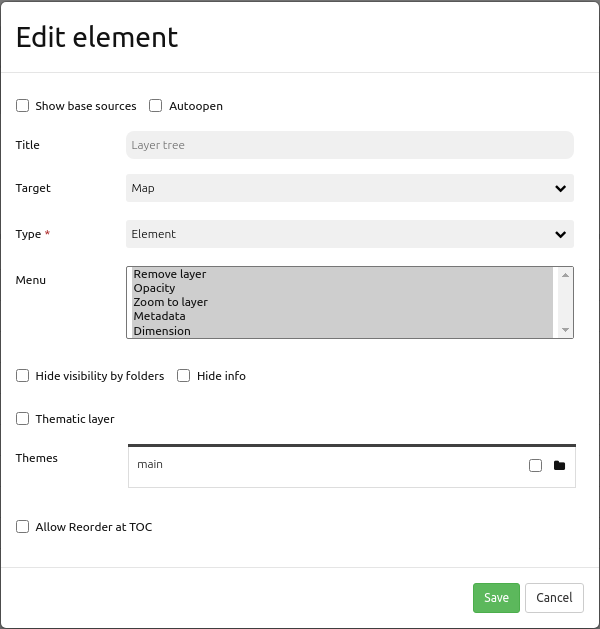 Edit element
Show base sources Autoopen
Title Layer tree
Target Map
Type * Element
Menu Remove layer
Opacity
Zoom to layer
Metadata
Dimension
Hide visibility by folders Hide info
Thematic layer
Themes main
Allow Reorder at TOC
Save Cancel